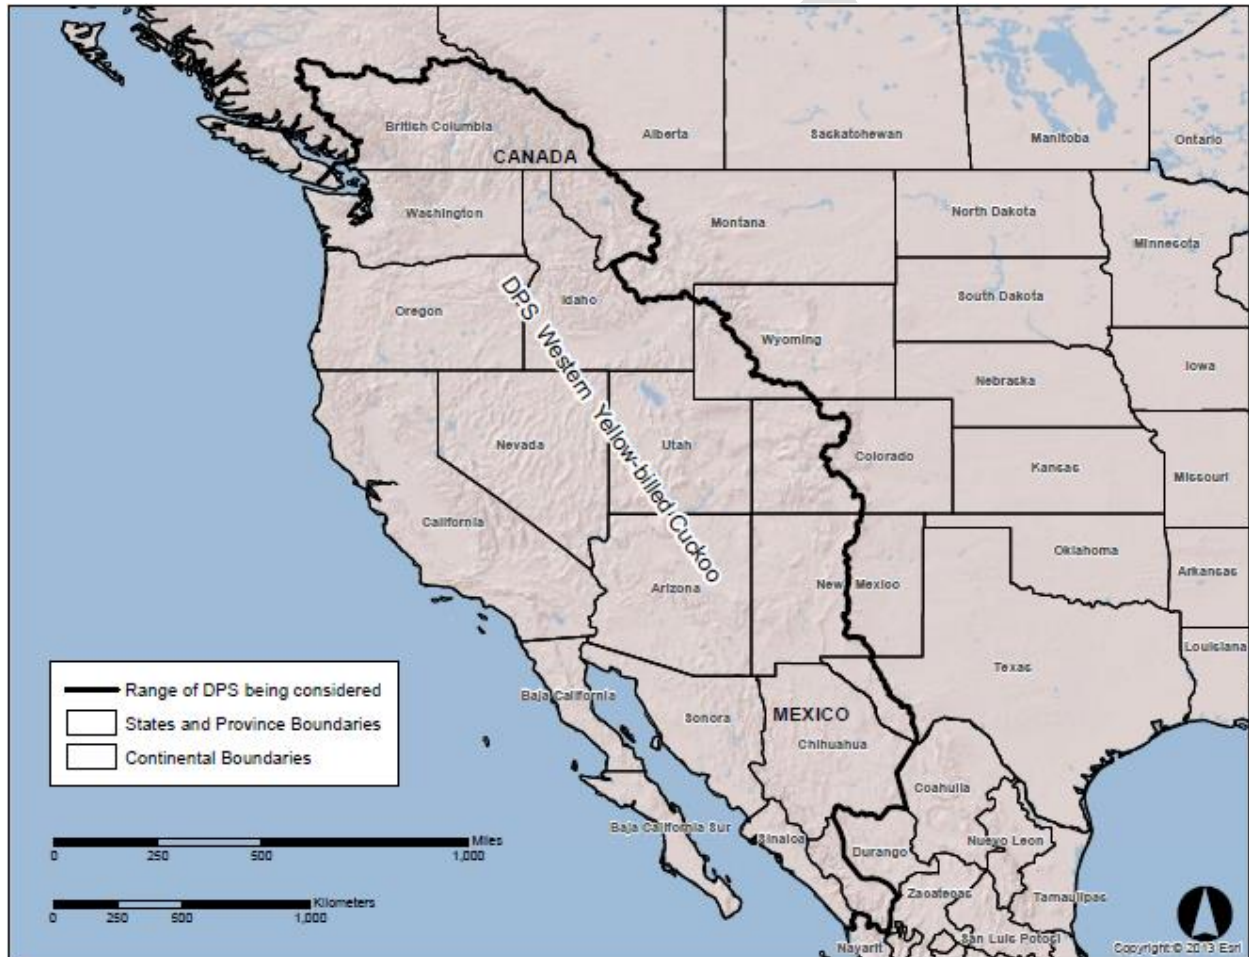 British Columbia
Alberta
Saskatchewan
Manitoba
Ontario
CANADA
Washington
Montana
North Dakota
Minnesota
Oregon
Idaho
South Dakota
Wyoming
Iowa
Nebraska
DPS Western Yellow-billed Cuckoo
Nevada
Utah
Colorado
Kansas
Missouri
California
Arizona
New Mexico
Oklahoma
Arkansas
Louisiana
Texas
Range of DPS being considered
States and Province Boundaries
Continental Boundaries
Baja California
Sonora
MEXICO
Chihuahua
Coahuila
Baja California Sur
Sinaloa
Durango
Nuevo Leon
Zacatecas
Tamaulipas
San Luis Potosi
Nayarit
Miles
0 250 500 1,000
Kilometers
0 250 500 1,000
Copyright:© 2013 Esri